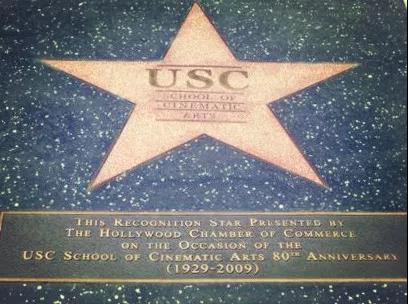 USC
SCHOOL OF
CINEMATIC
ARTS
THIS RECOGNITION STAR PRESENTED BY
THE HOLLYWOOD CHAMBER OF COMMERCE
ON THE OCCASION OF THE
USC SCHOOL OF CINEMATIC ARTS 80TH ANNIVERSARY
(1929-2009)